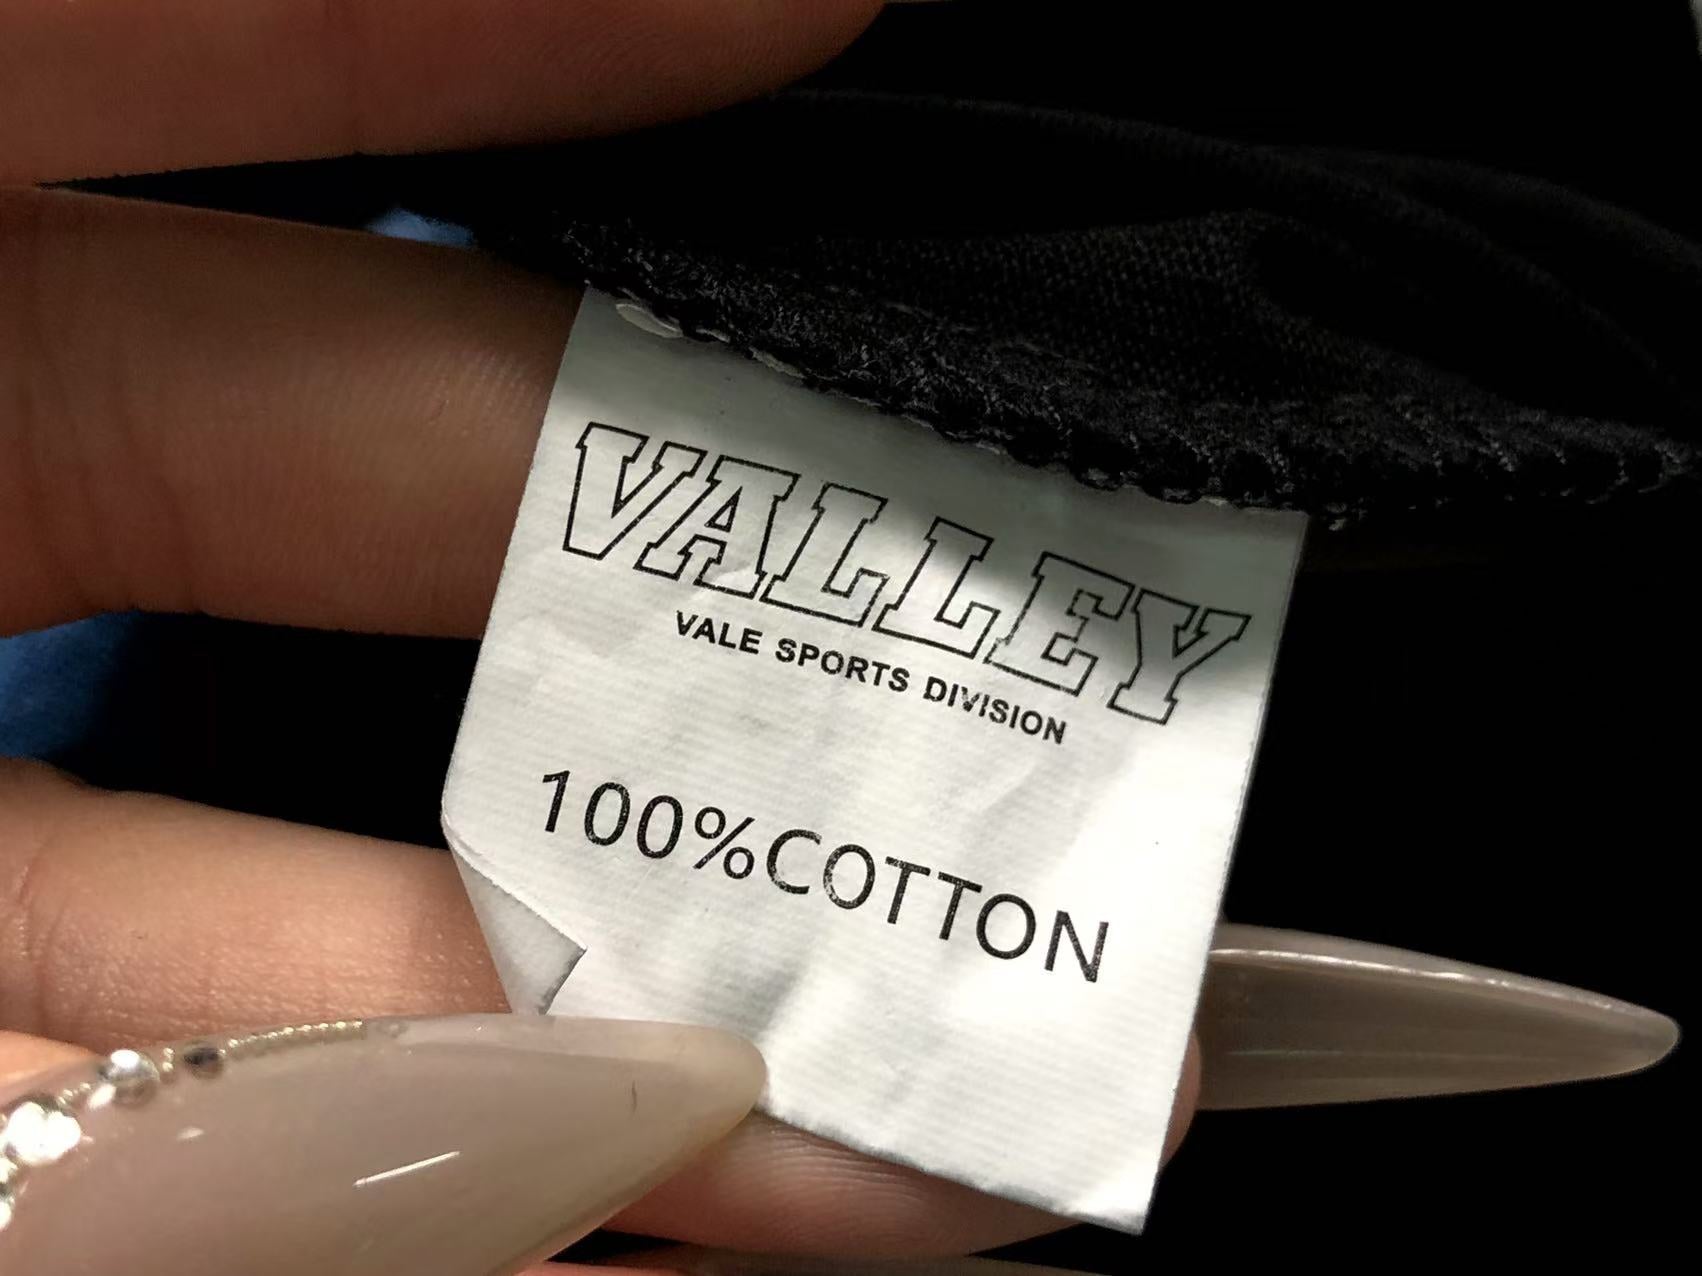 VALLEY
VALE SPORTS DIVISION
100%COTTON